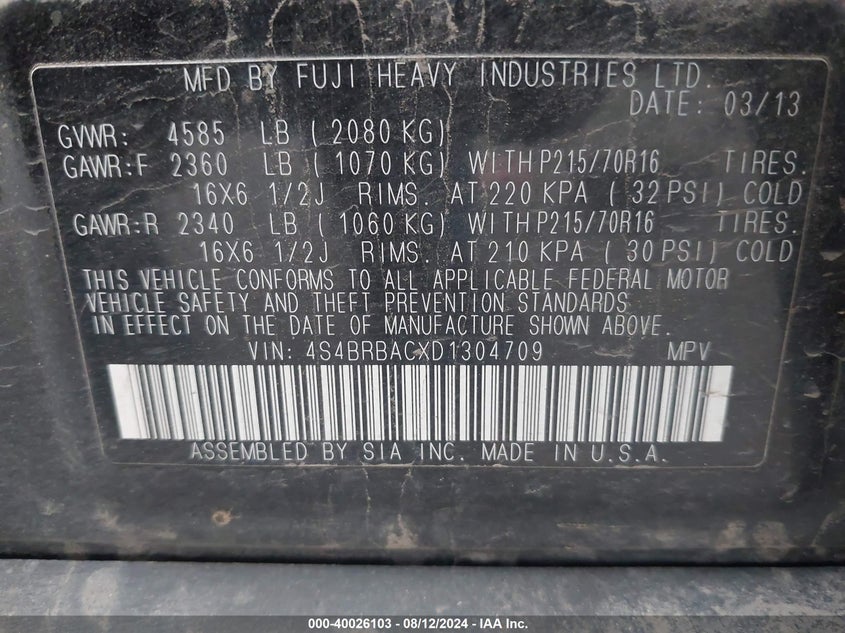 MFD BY FUJI HEAVY INDUSTRIES LTD.
DATE: 03/13
GVWR: 4585 LB ( 2080 KG)
GAWR:F 2360 LB ( 1070 KG) WITH P215/70R16 TIRES.
16X6 1/2J RIMS. AT 220 KPA ( 32 PSI) COLD
GAWR:R 2340 LB ( 1060 KG) WITH P215/70R16 TIRES.
16X6 1/2J RIMS. AT 210 KPA ( 30 PSI) COLD
THIS VEHICLE CONFORMS TO ALL APPLICABLE FEDERAL MOTOR
VEHICLE SAFETY AND THEFT PREVENTION STANDARDS
IN EFFECT ON THE DATE OF MANUFACTURE SHOWN ABOVE.
VIN: 4S4BRBACXD1304709 MPV
ASSEMBLED BY SIA INC. MADE IN U.S.A.
000-40026103 - 08/12/2024 - IAA Inc.